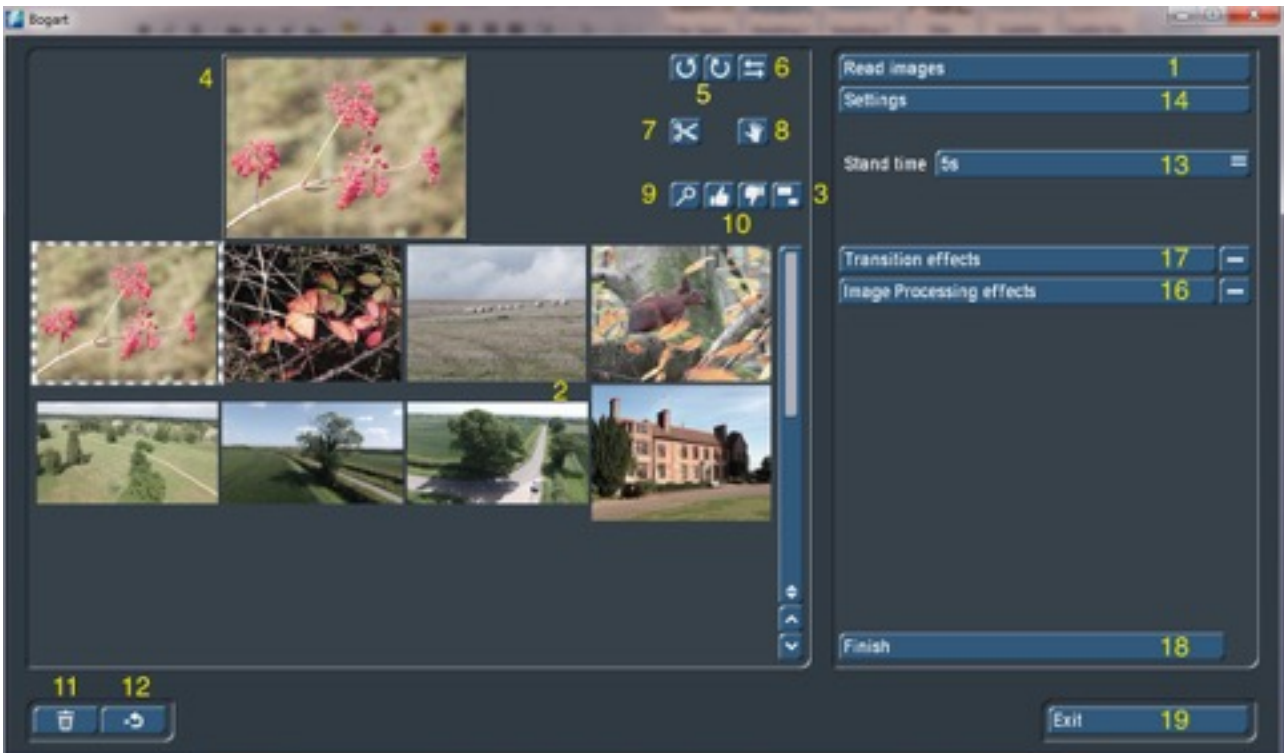 Bogart
4
6
Read images 1
5
Settings 14
7
8
Stand time 5s 13
9
3
10
Transition effects 17
Image Processing effects 16
2
Finish 18
11 12
Exit 19